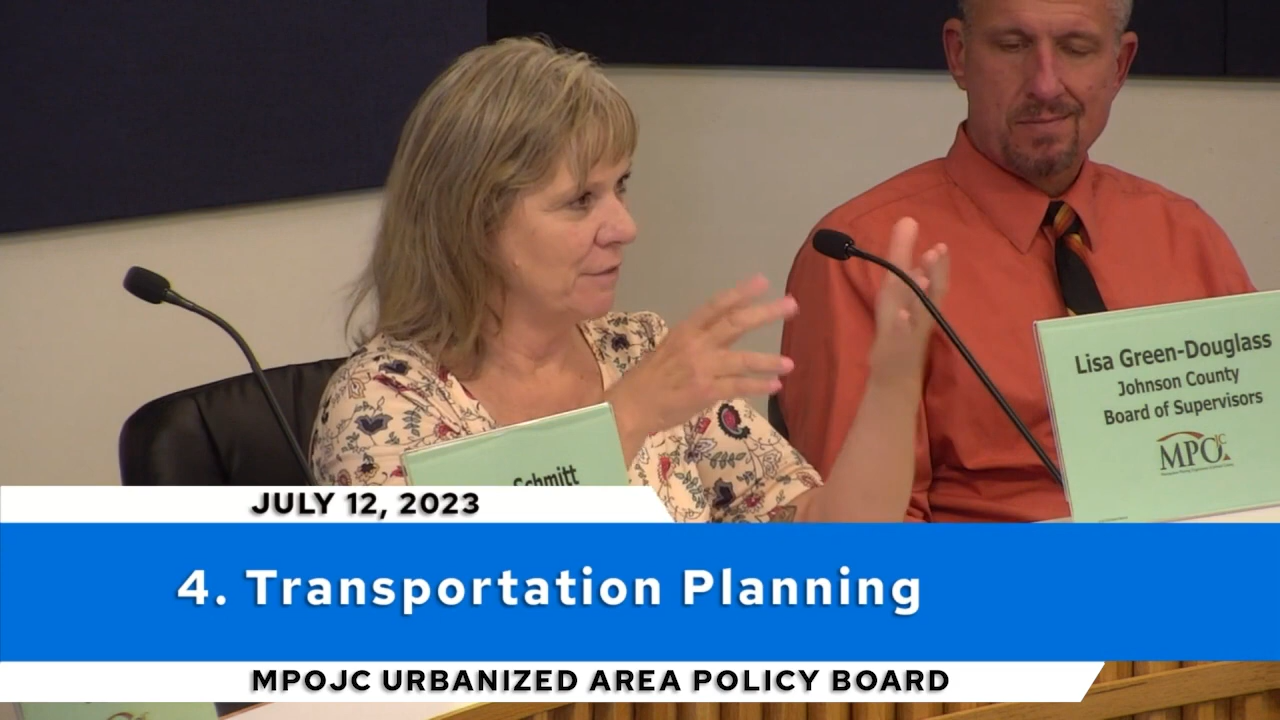 Lisa Green-Douglass
Johnson County
Board of Supervisors
MPOJC
Schmitt
JULY 12, 2023
4. Transportation Planning
MPOJC URBANIZED AREA POLICY BOARD